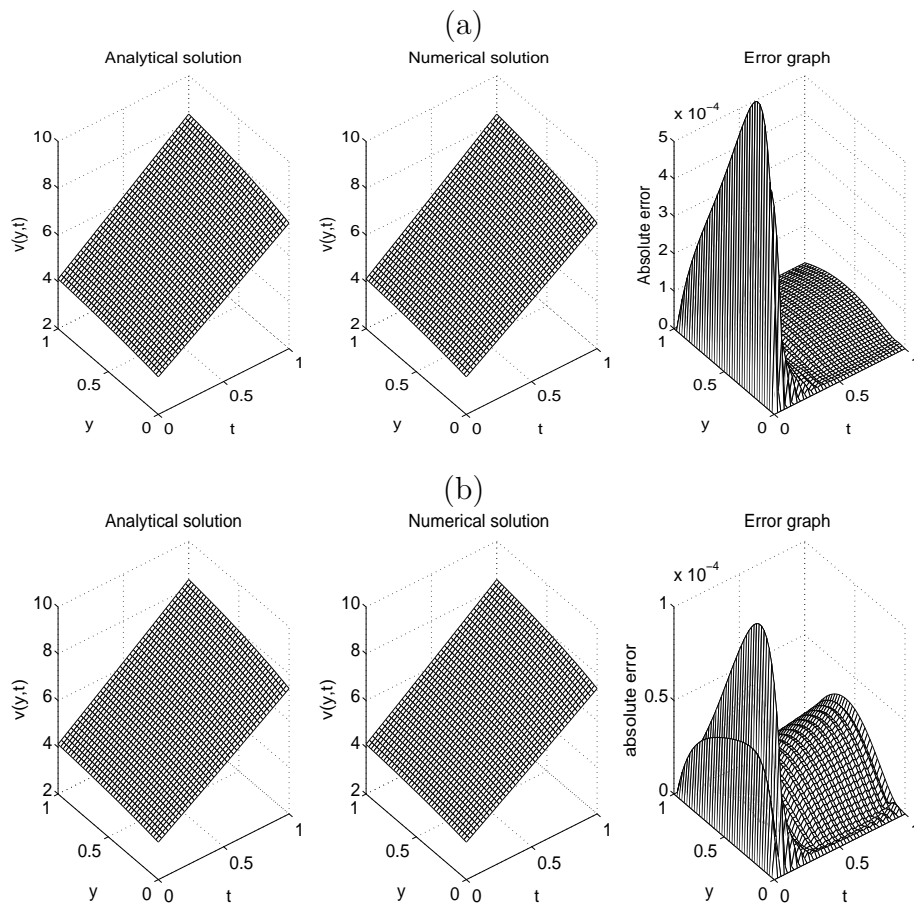 (a)
Analytical solution
Numerical solution
Error graph
x 10⁻⁴
10
8
6
4
2
v(y,t)
1
0.5
0
y
0
0.5
1
t
10
8
6
4
2
v(y,t)
1
0.5
0
y
0
0.5
1
t
5
4
3
2
1
0
Absolute error
1
0.5
0
y
0
0.5
1
t
(b)
Analytical solution
Numerical solution
Error graph
x 10⁻⁴
10
8
6
4
2
v(y,t)
1
0.5
0
y
0
0.5
1
t
10
8
6
4
2
v(y,t)
1
0.5
0
y
0
0.5
1
t
1
0.5
0
absolute error
1
0.5
0
y
0
0.5
1
t